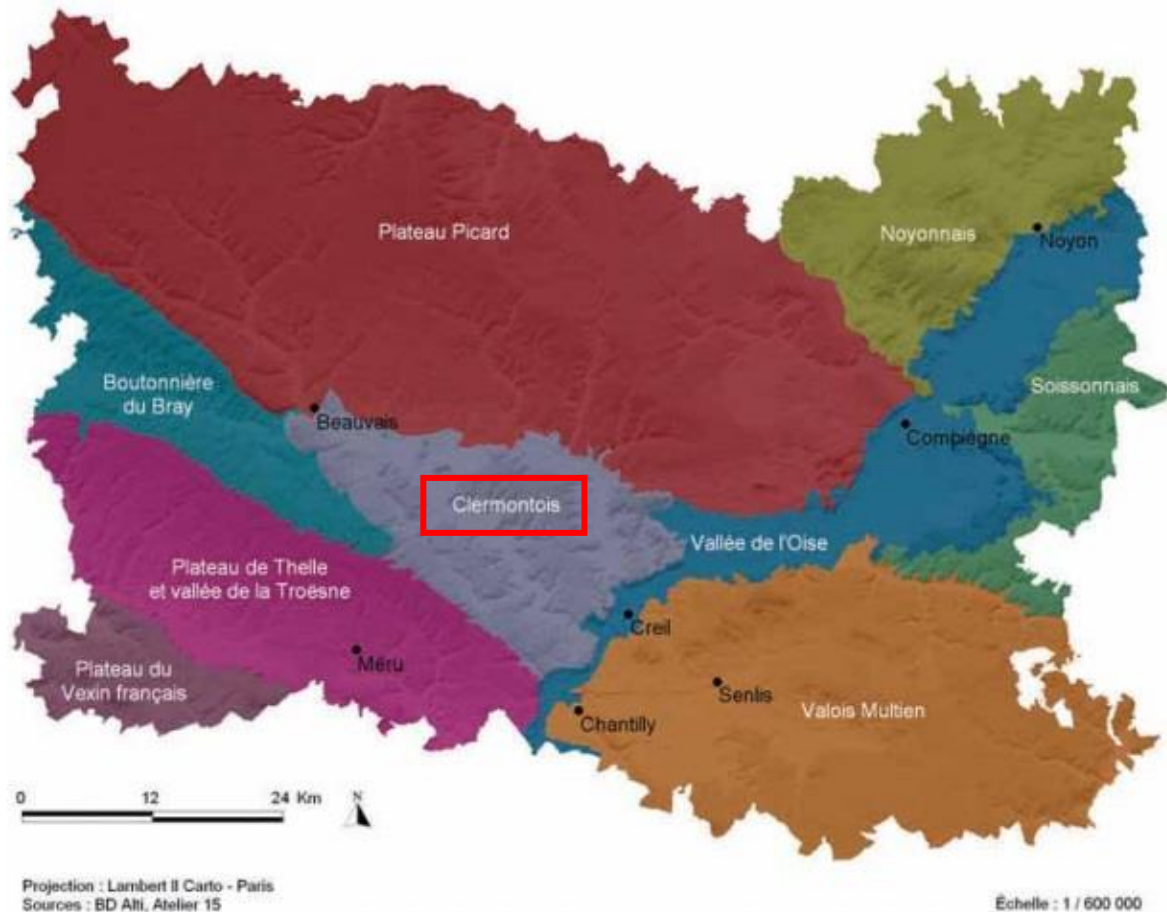 Plateau Picard
Noyonnais
Noyon
Boutonnière
du Bray
Soissonnais
Beauvais
Compiègne
Clermontois
Vallée de l'Oise
Plateau de Thelle
et vallée de la Troësne
Creil
Méru
Plateau du
Vexin français
Senlis
Valois Multien
Chantilly
0 12 24 Km N
Projection : Lambert II Carto - Paris
Sources : BD Alti, Atelier 15
Échelle : 1 / 600 000